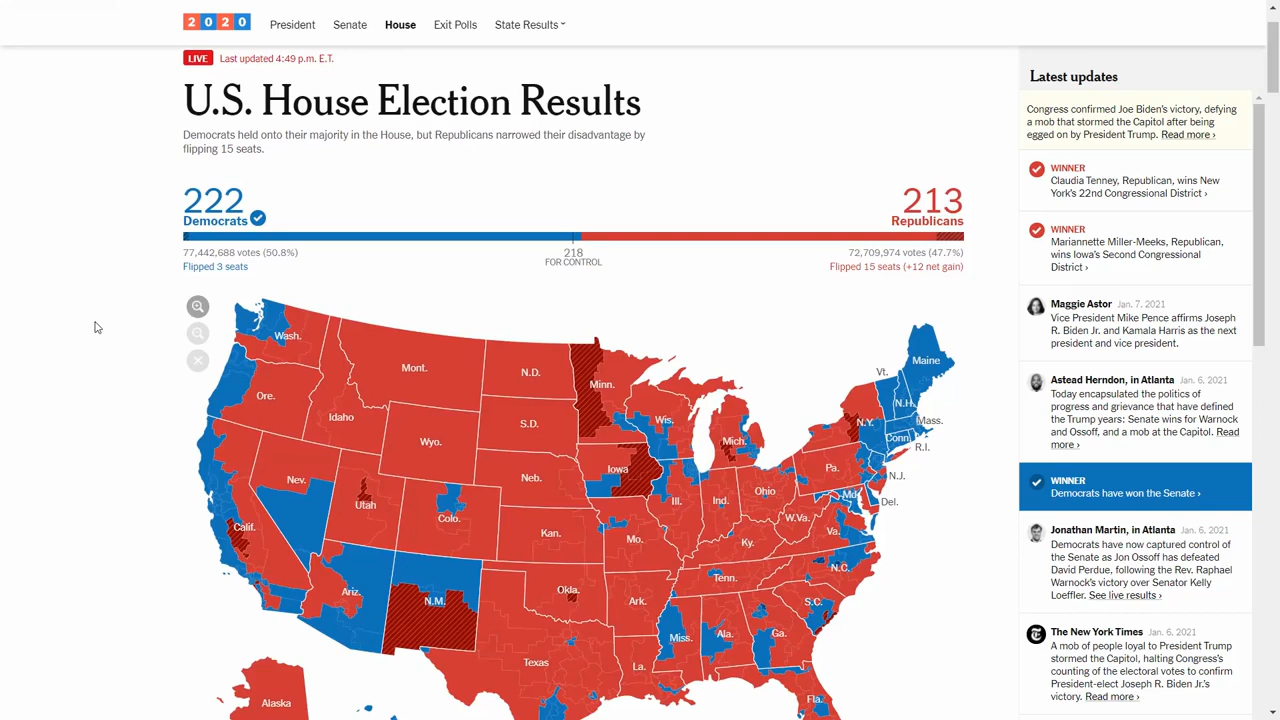 2020 President Senate House Exit Polls State Results
LIVE Last updated 4:49 p.m. E.T.
U.S. House Election Results
Democrats held onto their majority in the House, but Republicans narrowed their disadvantage by
flipping 15 seats.
222
Democrats
213
Republicans
77,442,688 votes (50.8%)
Flipped 3 seats
218
FOR CONTROL
72,709,974 votes (47.7%)
Flipped 15 seats (+12 net gain)
Wash.
Mont.
N.D.
Minn.
Maine
Vt.
Ore.
Idaho
S.D.
Wis.
N.H.
Wyo.
Mich.
N.Y.
Mass.
Conn.
R.I.
Iowa
Nev.
Neb.
Pa.
N.J.
Utah
Colo.
Ill.
Ind.
Ohio
Md.
Del.
Calif.
Kan.
Mo.
W.Va.
Va.
Ky.
Ariz.
N.M.
Okla.
Ark.
Tenn.
N.C.
S.C.
Miss.
Ala.
Ga.
Texas
La.
Alaska
Fla.
Latest updates
Congress confirmed Joe Biden's victory, defying
a mob that stormed the Capitol after being
egged on by President Trump. Read more ›
WINNER
Claudia Tenney, Republican, wins New
York's 22nd Congressional District ›
WINNER
Mariannette Miller-Meeks, Republican,
wins Iowa's Second Congressional
District ›
Maggie Astor Jan. 7, 2021
Vice President Mike Pence affirms Joseph
R. Biden Jr. and Kamala Harris as the next
president and vice president.
Astead Herndon, in Atlanta Jan. 6, 2021
Today encapsulated the politics of
progress and grievance that have defined
the Trump years: Senate wins for Warnock
and Ossoff, and a mob at the Capitol. Read
more ›
WINNER
Democrats have won the Senate ›
Jonathan Martin, in Atlanta Jan. 6, 2021
Democrats have now captured control of
the Senate as Jon Ossoff has defeated
David Perdue, following the Rev. Raphael
Warnock's victory over Senator Kelly
Loeffler. See live results ›
The New York Times Jan. 6, 2021
A mob of people loyal to President Trump
stormed the Capitol, halting Congress's
counting of the electoral votes to confirm
President-elect Joseph R. Biden Jr.'s
victory. Read more ›